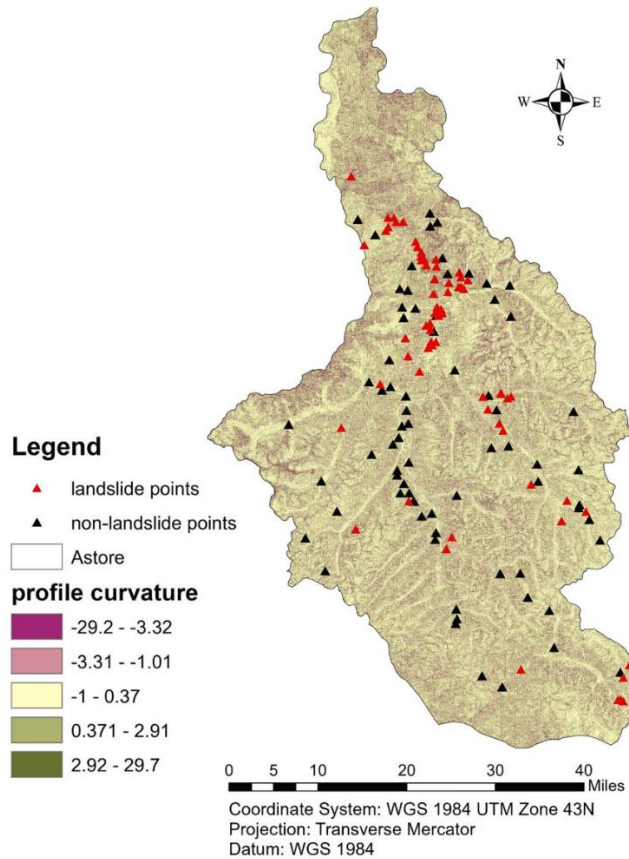 N
W E
S
Legend
landslide points
non-landslide points
Astore
profile curvature
-29.2 - -3.32
-3.31 - -1.01
-1 - 0.37
0.371 - 2.91
2.92 - 29.7
0 5 10 20 30 40
Miles
Coordinate System: WGS 1984 UTM Zone 43N
Projection: Transverse Mercator
Datum: WGS 1984